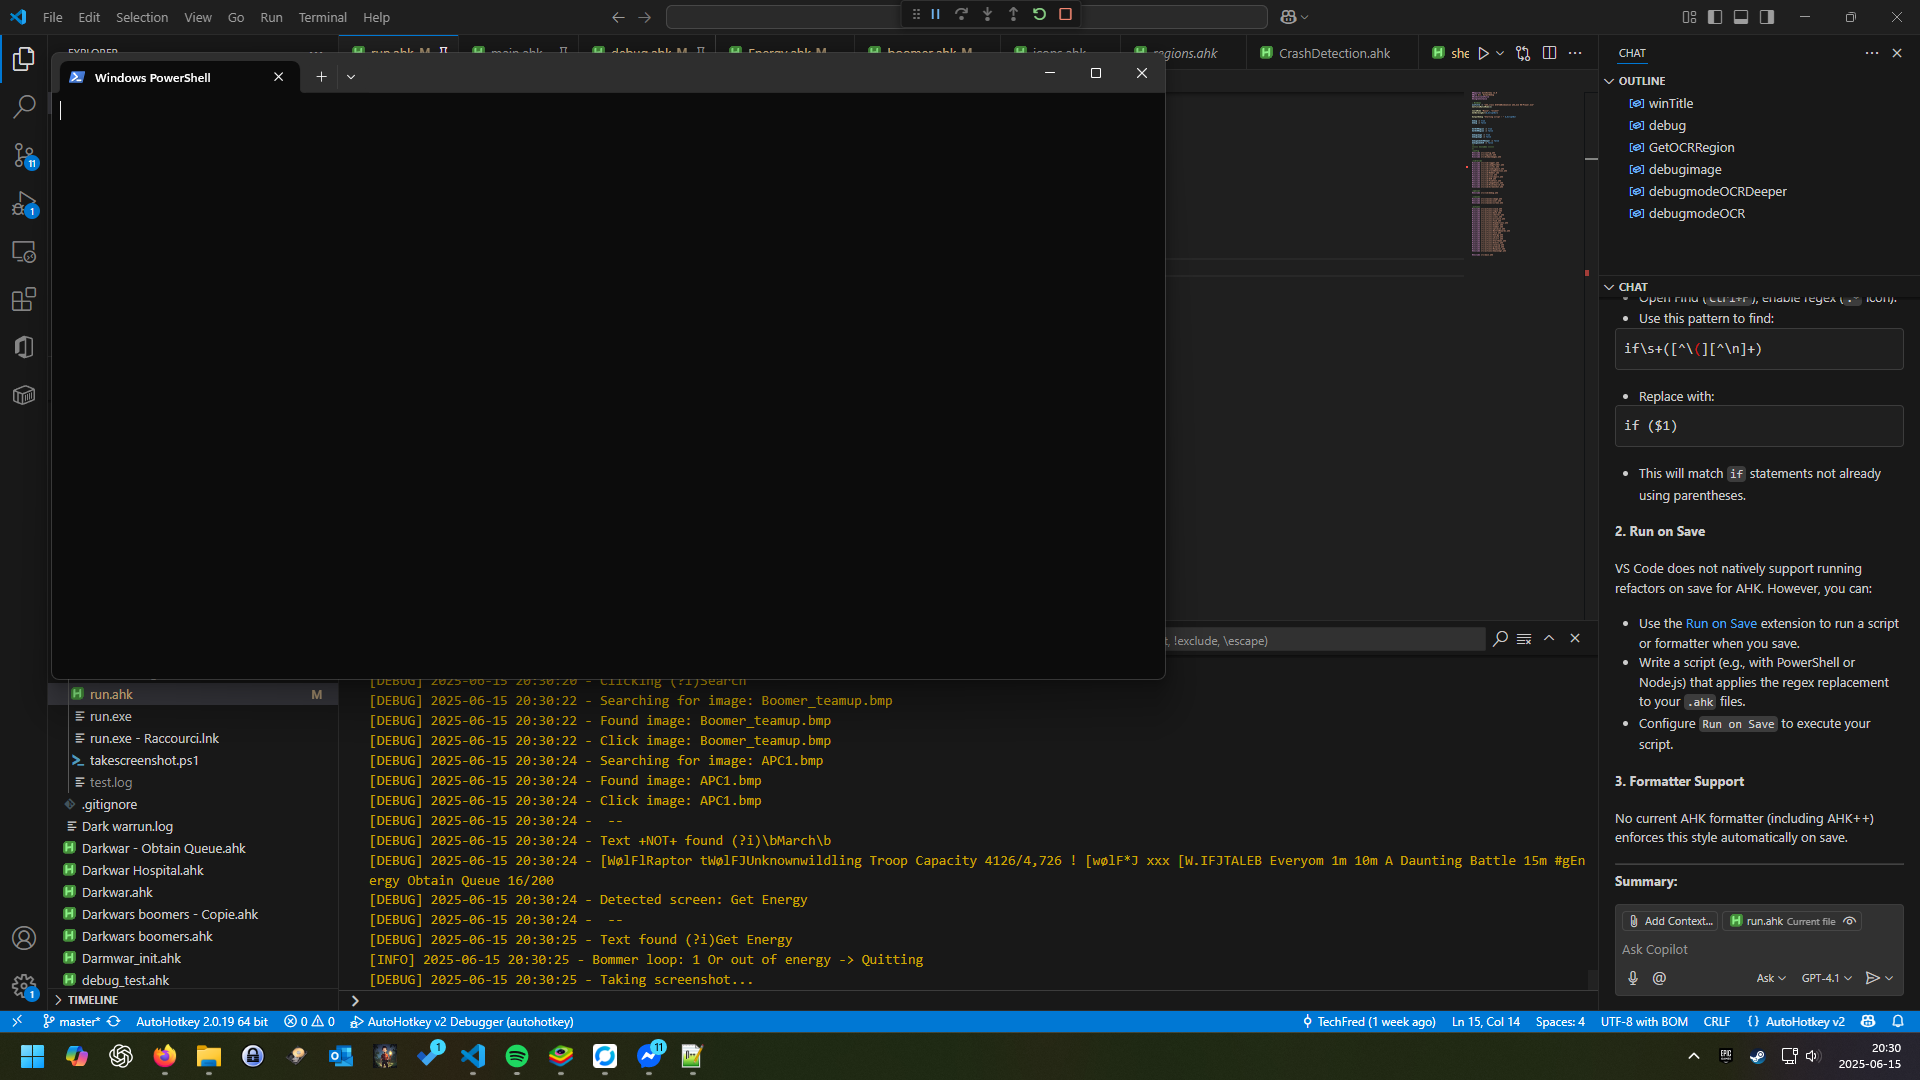 File Edit Selection View Go Run Terminal Help
EXPLORER
run.ahk M
main.ahk
debug.ahk M
Energy.ahk M
boomer.ahk M
icons.ahk
regions.ahk
CrashDetection.ahk
she
CHAT
Windows PowerShell
OUTLINE
winTitle
debug
GetOCRRegion
debugimage
debugmodeOCRDeeper
debugmodeOCR
CHAT
Open Find (Ctrl+F), enable regex (.* icon).
Use this pattern to find:
if\s+([^\(][^\n]+)
Replace with:
if ($1)
This will match if statements not already
using parentheses.
2. Run on Save
VS Code does not natively support running
refactors on save for AHK. However, you can:
Use the Run on Save extension to run a script
or formatter when you save.
Write a script (e.g., with PowerShell or
Node.js) that applies the regex replacement
to your .ahk files.
Configure Run on Save to execute your
script.
3. Formatter Support
No current AHK formatter (including AHK++)
enforces this style automatically on save.
Summary:
Add Context... run.ahk Current file
Ask Copilot
Ask GPT-4.1
11
1
1
run.ahk M
run.exe
run.exe - Raccourci.lnk
takescreenshot.ps1
test.log
.gitignore
Dark warrun.log
Darkwar - Obtain Queue.ahk
Darkwar Hospital.ahk
Darkwar.ahk
Darkwars boomers - Copie.ahk
Darkwars boomers.ahk
Darmwar_init.ahk
debug_test.ahk
TIMELINE
t, !exclude, \escape)
[DEBUG] 2025-06-15 20:30:20 - Clicking (?i)Search
[DEBUG] 2025-06-15 20:30:22 - Searching for image: Boomer_teamup.bmp
[DEBUG] 2025-06-15 20:30:22 - Found image: Boomer_teamup.bmp
[DEBUG] 2025-06-15 20:30:22 - Click image: Boomer_teamup.bmp
[DEBUG] 2025-06-15 20:30:24 - Searching for image: APC1.bmp
[DEBUG] 2025-06-15 20:30:24 - Found image: APC1.bmp
[DEBUG] 2025-06-15 20:30:24 - Click image: APC1.bmp
[DEBUG] 2025-06-15 20:30:24 -  --
[DEBUG] 2025-06-15 20:30:24 - Text +NOT+ found (?i)\bMarch\b
[DEBUG] 2025-06-15 20:30:24 - [WølFlRaptor tWølFJUnknownwildling Troop Capacity 4126/4,726 ! [wølF*J xxx [W.IFJTALEB Everyom 1m 10m A Daunting Battle 15m #gEn
ergy Obtain Queue 16/200
[DEBUG] 2025-06-15 20:30:24 - Detected screen: Get Energy
[DEBUG] 2025-06-15 20:30:24 -  --
[DEBUG] 2025-06-15 20:30:25 - Text found (?i)Get Energy
[INFO] 2025-06-15 20:30:25 - Bommer loop: 1 Or out of energy -> Quitting
[DEBUG] 2025-06-15 20:30:25 - Taking screenshot...
master* AutoHotkey 2.0.19 64 bit 0 0 AutoHotkey v2 Debugger (autohotkey) TechFred (1 week ago) Ln 15, Col 14 Spaces: 4 UTF-8 with BOM CRLF AutoHotkey v2
1
11
EPIC GAMES
20:30
2025-06-15